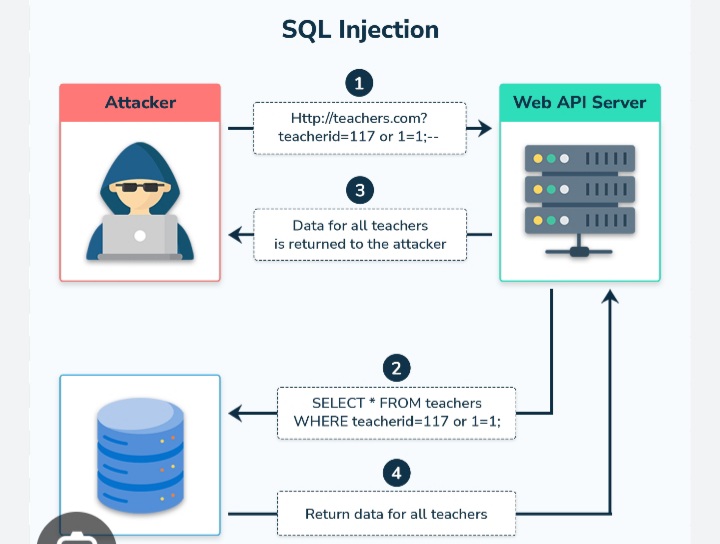 SQL Injection
1
Attacker
Web API Server
Http://teachers.com?
teacherid=117 or 1=1;--
3
Data for all teachers
is returned to the attacker
2
SELECT * FROM teachers
WHERE teacherid=117 or 1=1;
4
Return data for all teachers